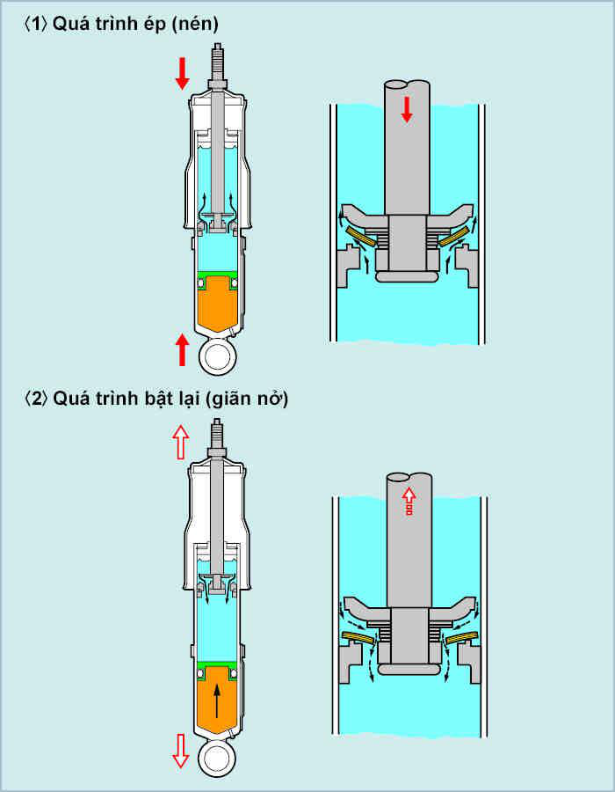 〈1〉 Quá trình ép (nén)
〈2〉 Quá trình bật lại (giãn nở)